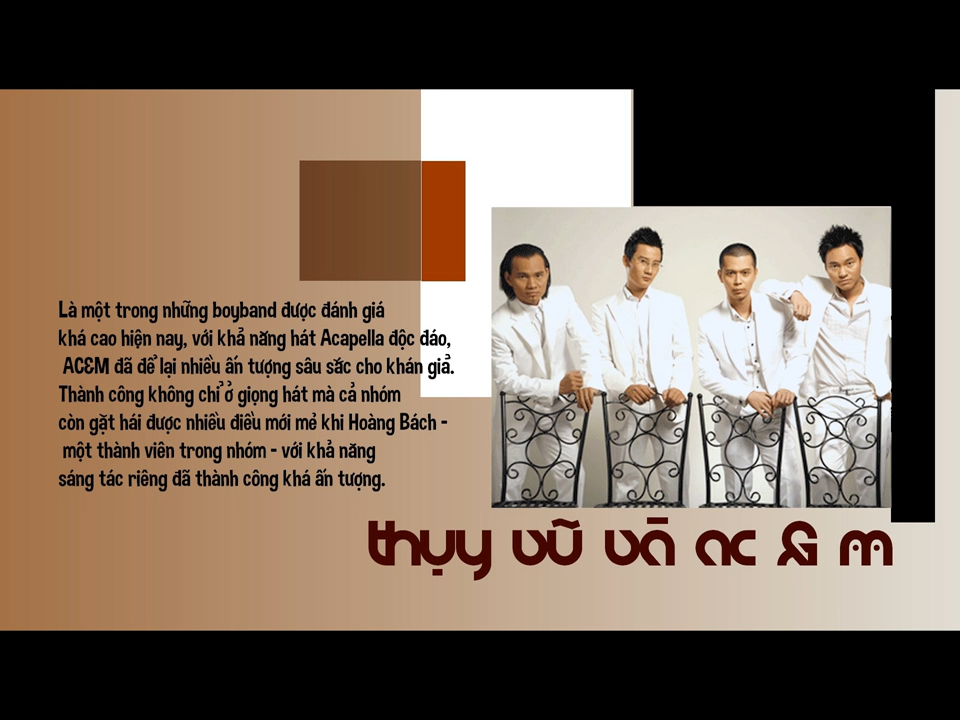 Là một trong những boyband được đánh giá
khá cao hiện nay, với khả năng hát Acapella độc đáo,
AC&M đã để lại nhiều ấn tượng sâu sắc cho khán giả.
Thành công không chỉ ở giọng hát mà cả nhóm
còn gặt hái được nhiều điều mới mẻ khi Hoàng Bách -
một thành viên trong nhóm - với khả năng
sáng tác riêng đã thành công khá ấn tượng.
thụy vũ vā ac & m